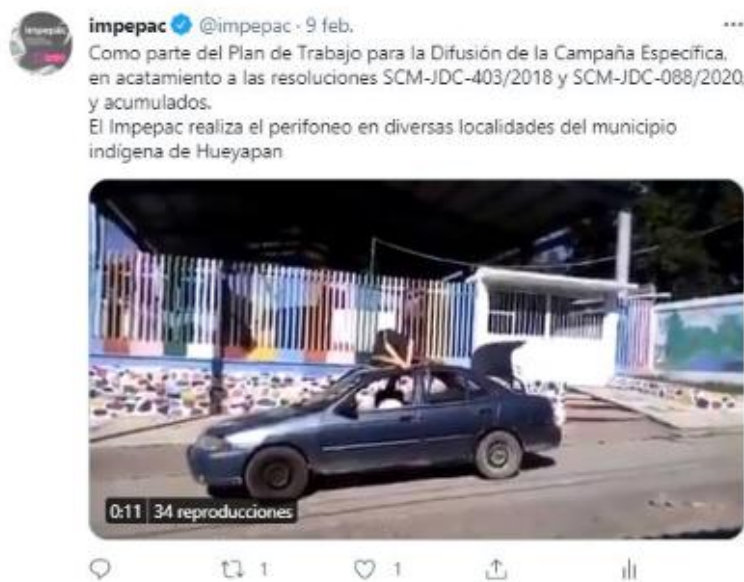 impepac @impepac · 9 feb.
Como parte del Plan de Trabajo para la Difusión de la Campaña Específica,
en acatamiento a las resoluciones SCM-JDC-403/2018 y SCM-JDC-088/2020,
y acumulados.
El Impepac realiza el perifoneo en diversas localidades del municipio
indígena de Hueyapan
0:11 34 reproducciones
1 1